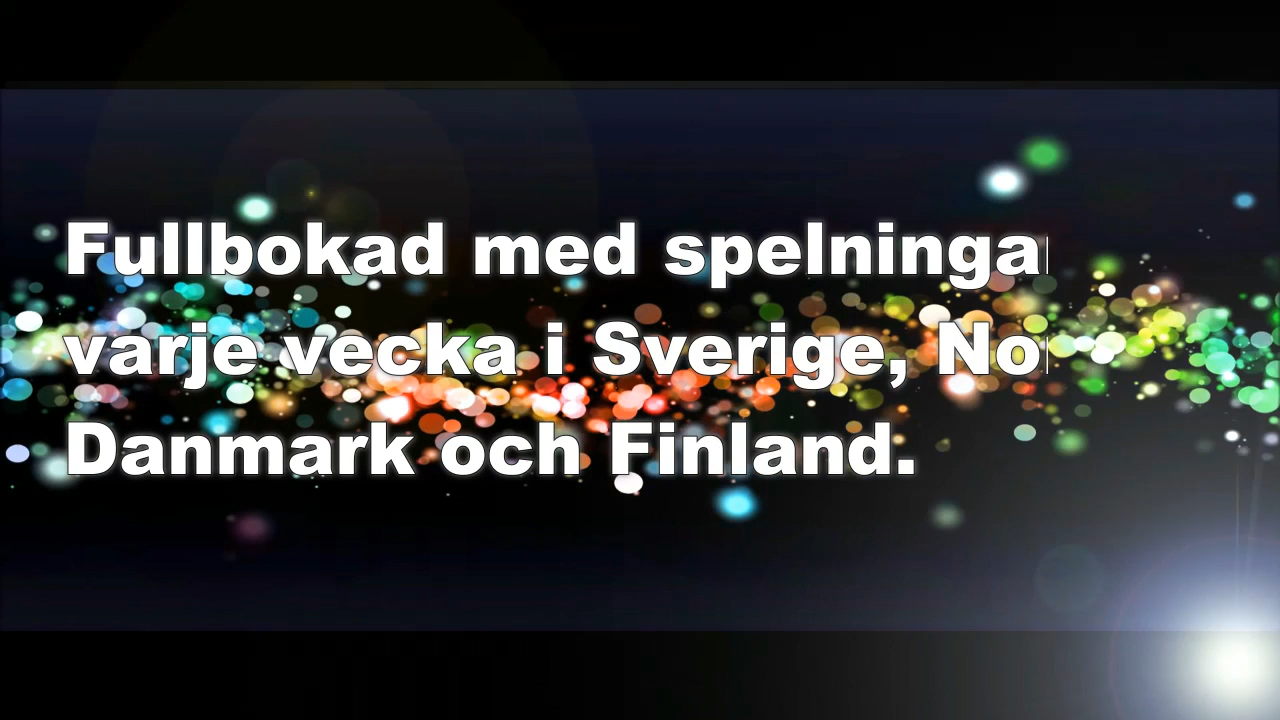 Fullbokad med spelninga
varje vecka i Sverige, No
Danmark och Finland.